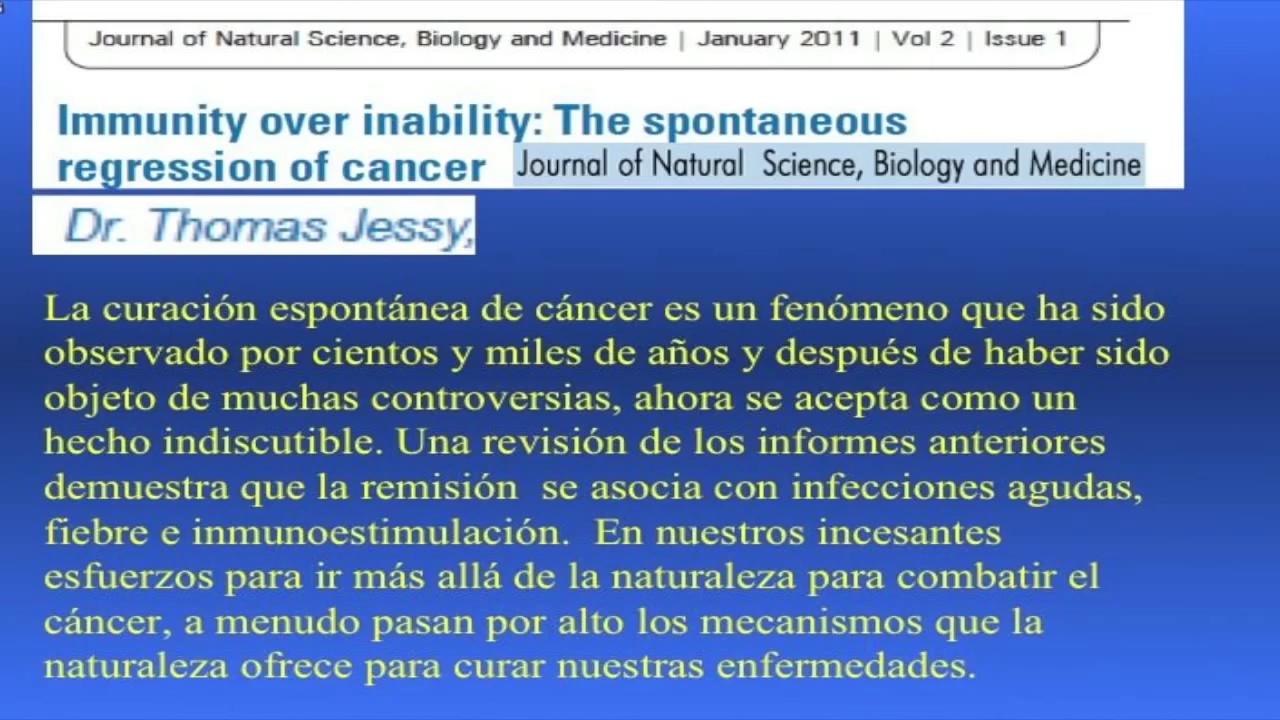 Journal of Natural Science, Biology and Medicine | January 2011 | Vol 2 | Issue 1
Immunity over inability: The spontaneous
regression of cancer Journal of Natural Science, Biology and Medicine
Dr. Thomas Jessy,
La curación espontánea de cáncer es un fenómeno que ha sido
observado por cientos y miles de años y después de haber sido
objeto de muchas controversias, ahora se acepta como un
hecho indiscutible. Una revisión de los informes anteriores
demuestra que la remisión se asocia con infecciones agudas,
fiebre e inmunoestimulación. En nuestros incesantes
esfuerzos para ir más allá de la naturaleza para combatir el
cáncer, a menudo pasan por alto los mecanismos que la
naturaleza ofrece para curar nuestras enfermedades.